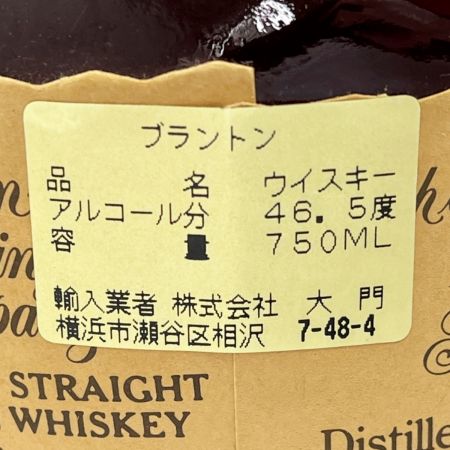 ブラントン
品　　　名　ウイスキー
アルコール分　46．5度
容　　　量　750ML
輸入業者 株式会社　大　門
横浜市瀬谷区相沢　7-48-4
STRAIGHT
WHISKEY
Distille